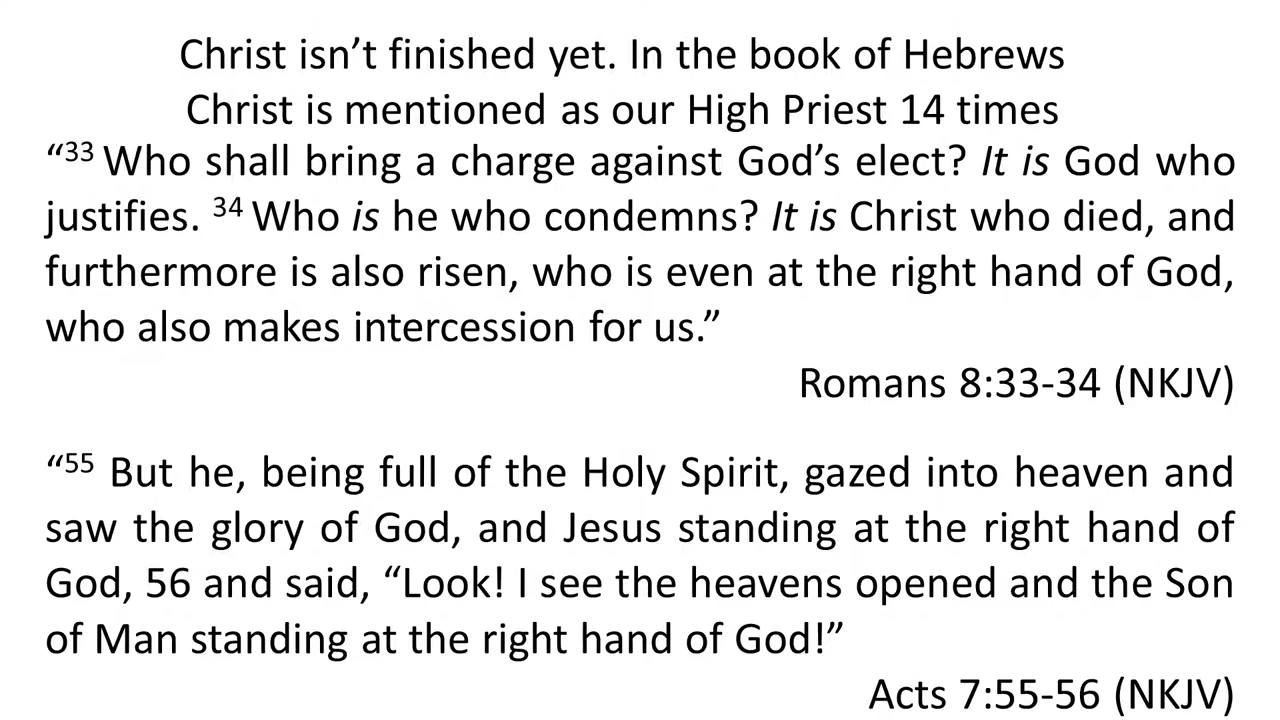 Christ isn’t finished yet. In the book of Hebrews
Christ is mentioned as our High Priest 14 times
“33 Who shall bring a charge against God’s elect? It is God who
justifies. 34 Who is he who condemns? It is Christ who died, and
furthermore is also risen, who is even at the right hand of God,
who also makes intercession for us.”
Romans 8:33-34 (NKJV)
“55 But he, being full of the Holy Spirit, gazed into heaven and
saw the glory of God, and Jesus standing at the right hand of
God, 56 and said, “Look! I see the heavens opened and the Son
of Man standing at the right hand of God!”
Acts 7:55-56 (NKJV)